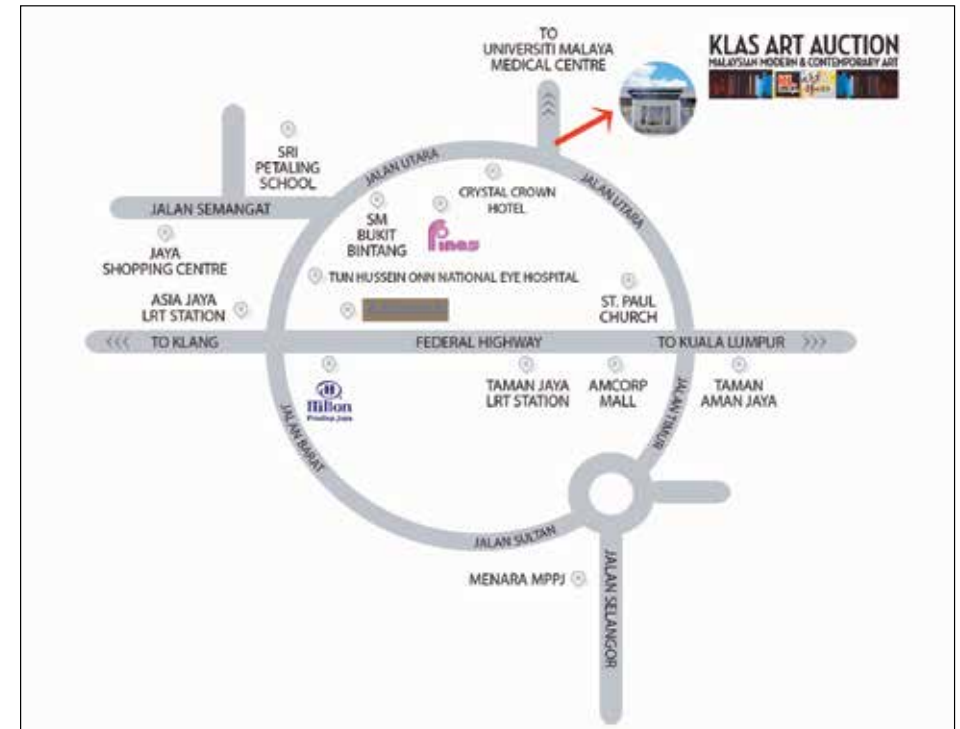 TO
UNIVERSITI MALAYA
MEDICAL CENTRE
KLAS ART AUCTION
MALAYSIAN MODERN & CONTEMPORARY ART
SRI
PETALING
SCHOOL
JALAN UTARA
CRYSTAL CROWN
HOTEL
JALAN UTARA
JALAN SEMANGAT
SM
BUKIT
BINTANG
Pines
JAYA
SHOPPING CENTRE
TUN HUSSEIN ONN NATIONAL EYE HOSPITAL
ASIA JAYA
LRT STATION
ST. PAUL
CHURCH
<<< TO KLANG
FEDERAL HIGHWAY
TO KUALA LUMPUR >>>
Hilton
Petaling Jaya
TAMAN JAYA
LRT STATION
AMCORP
MALL
TAMAN
AMAN JAYA
JALAN TIMUR
JALAN BARAT
JALAN SULTAN
MENARA MPPJ
JALAN SELANGOR